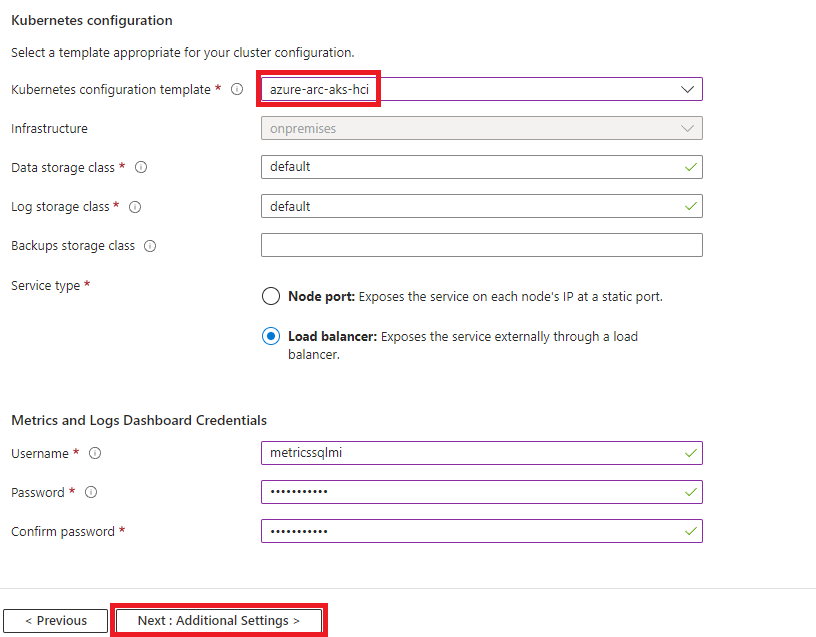 Kubernetes configuration
Select a template appropriate for your cluster configuration.
Kubernetes configuration template * azure-arc-aks-hci
Infrastructure onpremises
Data storage class * default
Log storage class * default
Backups storage class
Service type *
Node port: Exposes the service on each node's IP at a static port.
Load balancer: Exposes the service externally through a load
balancer.
Metrics and Logs Dashboard Credentials
Username * metricssqlmi
Password * •••••••••••
Confirm password * •••••••••••
< Previous Next : Additional Settings >